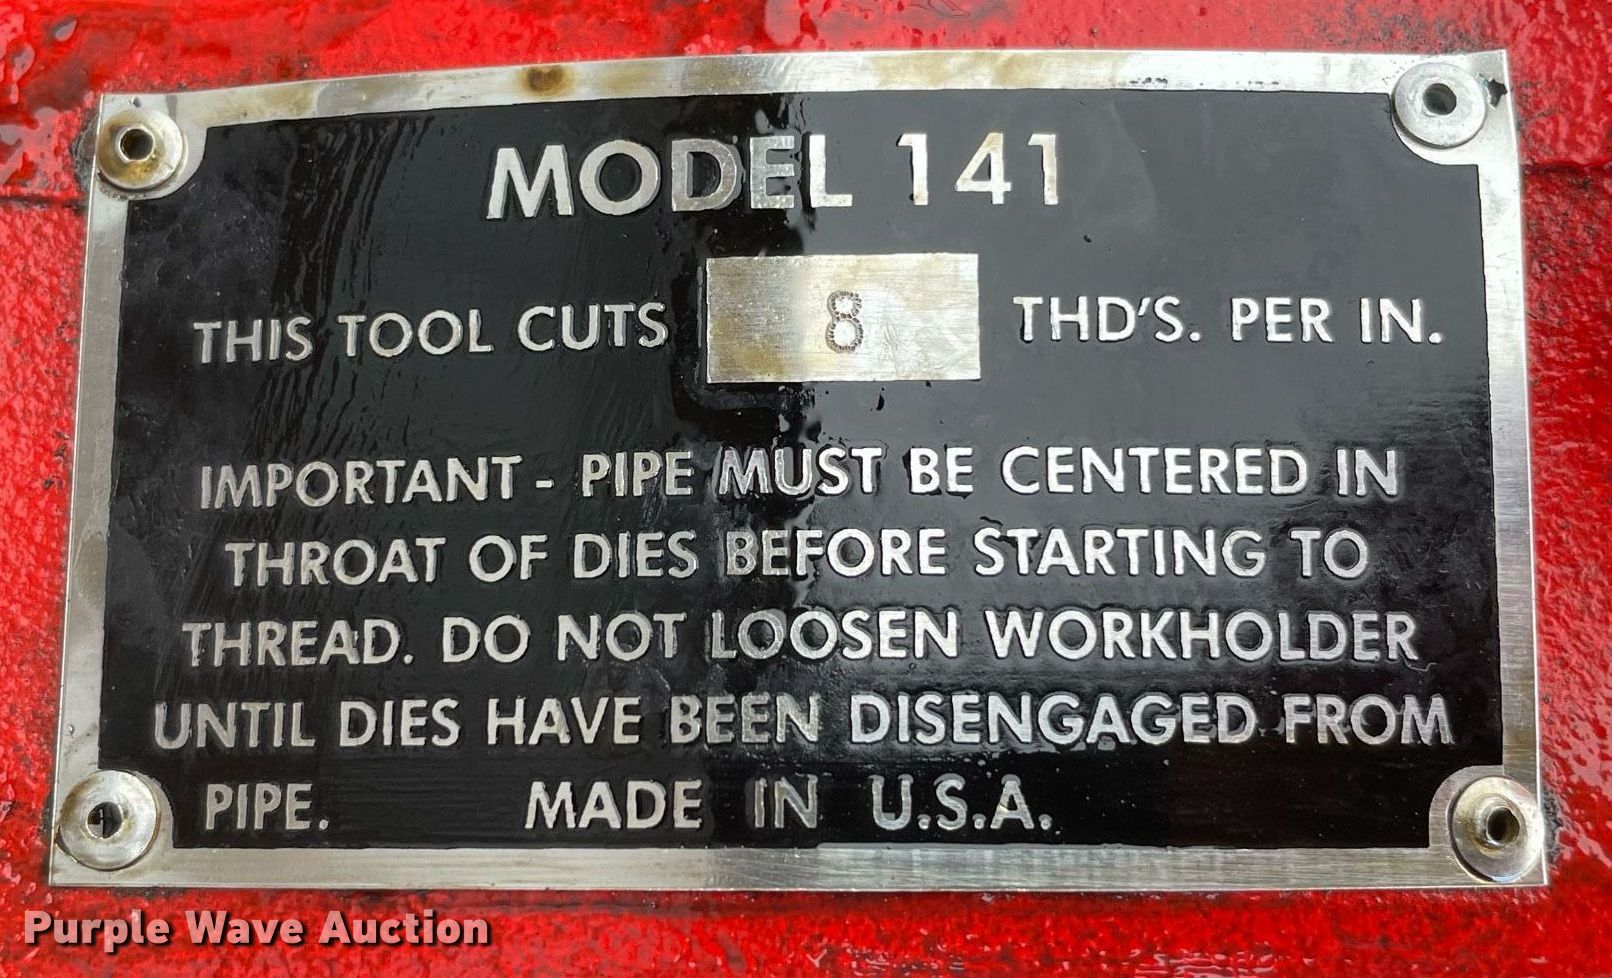 MODEL 141
THIS TOOL CUTS 8 THD'S. PER IN.
IMPORTANT - PIPE MUST BE CENTERED IN
THROAT OF DIES BEFORE STARTING TO
THREAD. DO NOT LOOSEN WORKHOLDER
UNTIL DIES HAVE BEEN DISENGAGED FROM
PIPE. MADE IN U.S.A.
Purple Wave Auction